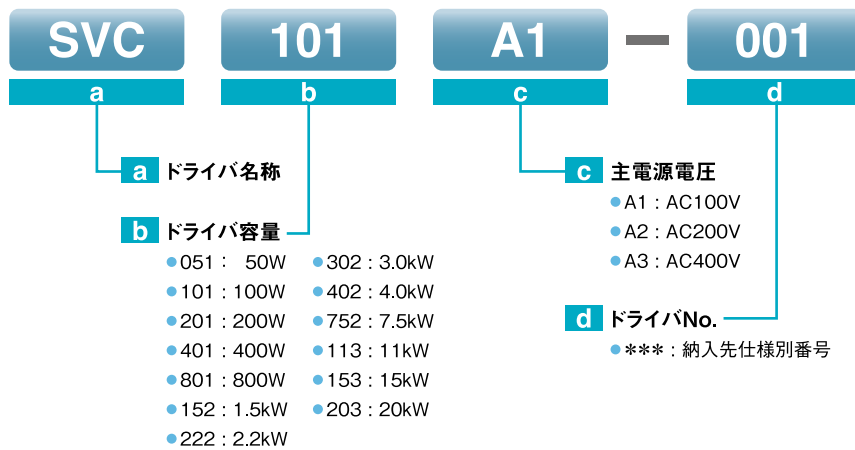 SVC 101 A1 - 001
a b c d
a ドライバ名称
b ドライバ容量
●051 : 50W
●101 : 100W
●201 : 200W
●401 : 400W
●801 : 800W
●152 : 1.5kW
●222 : 2.2kW
●302 : 3.0kW
●402 : 4.0kW
●752 : 7.5kW
●113 : 11kW
●153 : 15kW
●203 : 20kW
c 主電源電圧
●A1 : AC100V
●A2 : AC200V
●A3 : AC400V
d ドライバNo.
●*** : 納入先仕様別番号